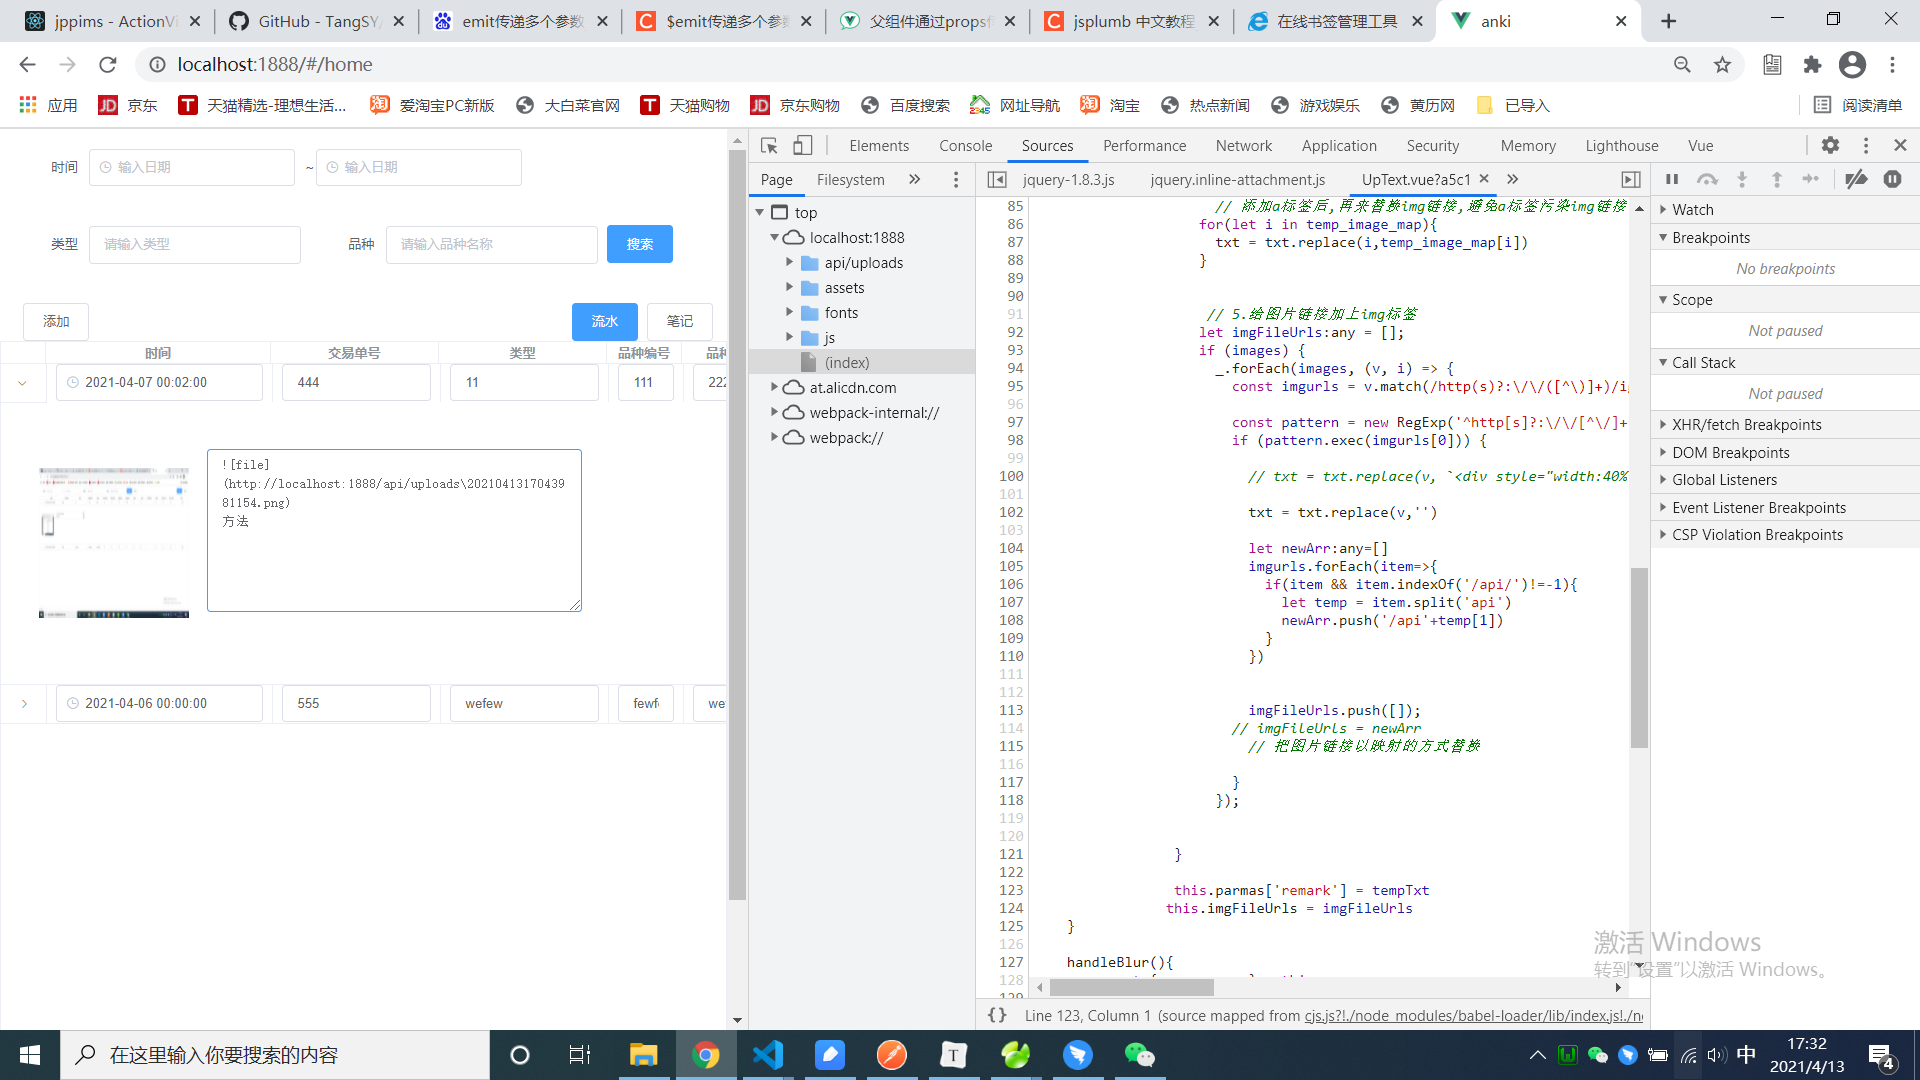 jppims - ActionVi
GitHub - TangSY/
emit传递多个参数
$emit传递多个参数
父组件通过props
jsplumb 中文教程
在线书签管理工具
anki
localhost:1888/#/home
应用
京东
天猫精选-理想生活...
爱淘宝PC新版
大白菜官网
天猫购物
京东购物
百度搜索
网址导航
淘宝
热点新闻
游戏娱乐
黄历网
已导入
阅读清单
时间 输入日期 ~ 输入日期
类型 请输入类型 品种 请输入品种名称 搜索
添加 流水 笔记
时间 交易单号 类型 品种编号 品种
2021-04-07 00:02:00 444 11 111 222
![file]
(http://localhost:1888/api/uploads\20210413170439
81154.png)
方法
2021-04-06 00:00:00 555 wefew fewf we
Elements Console Sources Performance Network Application Security Memory Lighthouse Vue
Page Filesystem
top
localhost:1888
api/uploads
assets
fonts
js
(index)
at.alicdn.com
webpack-internal://
webpack://
jquery-1.8.3.js jquery.inline-attachment.js UpText.vue?a5c1
85 // 添加a标签后,再来替换img链接,避免a标签污染img链接
86 for(let i in temp_image_map){
87 txt = txt.replace(i,temp_image_map[i])
88 }
89
90
91 // 5.给图片链接加上img标签
92 let imgFileUrls:any = [];
93 if (images) {
94 _.forEach(images, (v, i) => {
95 const imgurls = v.match(/http(s)?:\/\/([^\)]+)/i
96
97 const pattern = new RegExp('^http[s]?:\/\/[^\/]+
98 if (pattern.exec(imgurls[0])) {
99
100 // txt = txt.replace(v, `<div style="width:40%
101
102 txt = txt.replace(v,'')
103
104 let newArr:any=[]
105 imgurls.forEach(item=>{
106 if(item && item.indexOf('/api/')!=-1){
107 let temp = item.split('api')
108 newArr.push('/api'+temp[1])
109 }
110 })
111
112
113 imgFileUrls.push([]);
114 // imgFileUrls = newArr
115 // 把图片链接以映射的方式替换
116
117 }
118 });
119
120
121 }
122
123 this.parmas['remark'] = tempTxt
124 this.imgFileUrls = imgFileUrls
125 }
126
127 handleBlur(){
128
129
{} Line 123, Column 1 (source mapped from cjs.js?!./node_modules/babel-loader/lib/index.js!./n
Watch
Breakpoints
No breakpoints
Scope
Not paused
Call Stack
Not paused
XHR/fetch Breakpoints
DOM Breakpoints
Global Listeners
Event Listener Breakpoints
CSP Violation Breakpoints
激活 Windows
转到"设置"以激活 Windows。
在这里输入你要搜索的内容
中
17:32
2021/4/13
4